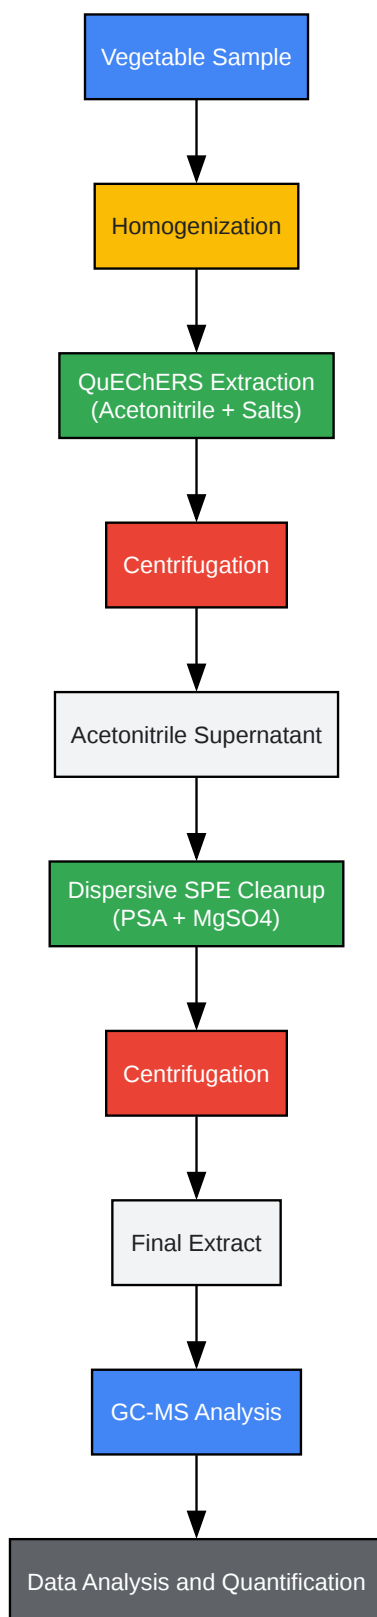 Vegetable Sample
Homogenization
QuEChERS Extraction
(Acetonitrile + Salts)
Centrifugation
Acetonitrile Supernatant
Dispersive SPE Cleanup
(PSA + MgSO4)
Centrifugation
Final Extract
GC-MS Analysis
Data Analysis and Quantification